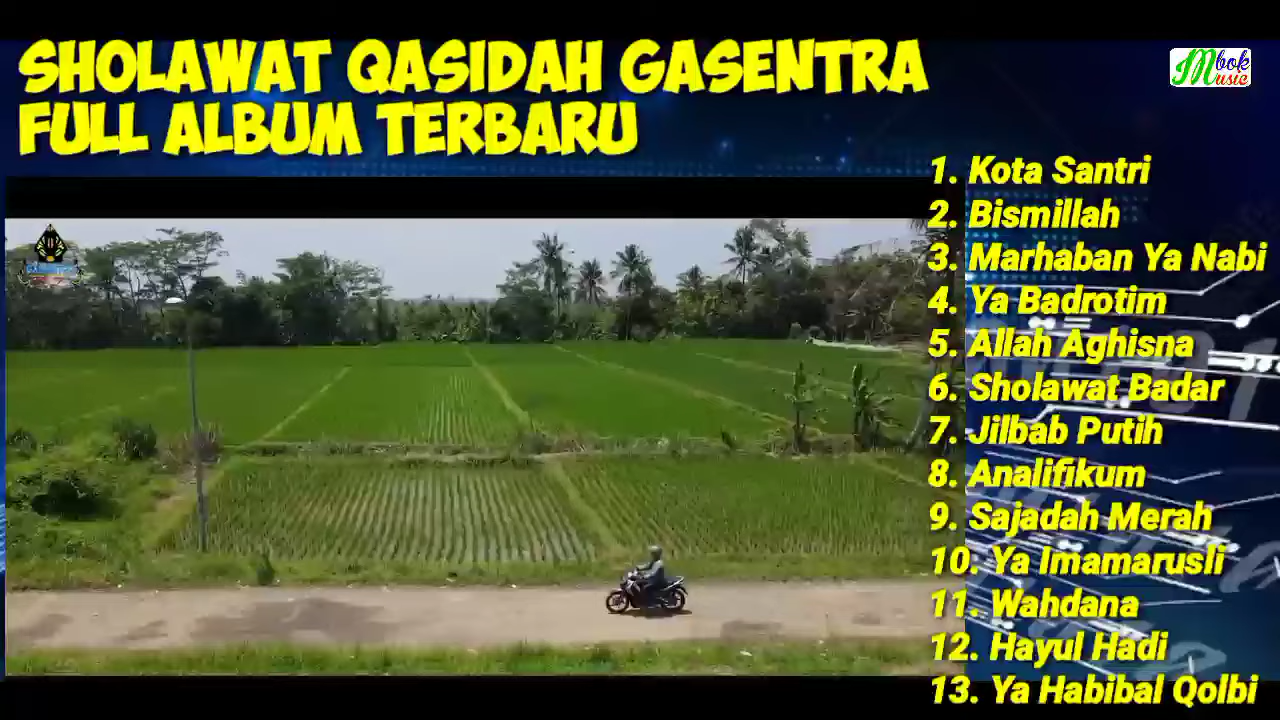 SHOLAWAT QASIDAH GASENTRA
FULL ALBUM TERBARU
Mbok
Music
1. Kota Santri
2. Bismillah
3. Marhaban Ya Nabi
4. Ya Badrotim
5. Allah Aghisna
6. Sholawat Badar
7. Jilbab Putih
8. Analifikum
9. Sajadah Merah
10. Ya Imamarusli
11. Wahdana
12. Hayul Hadi
13. Ya Habibal Qolbi